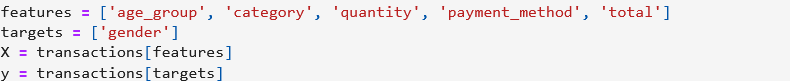 features = ['age_group', 'category', 'quantity', 'payment_method', 'total']
targets = ['gender']
X = transactions[features]
y = transactions[targets]